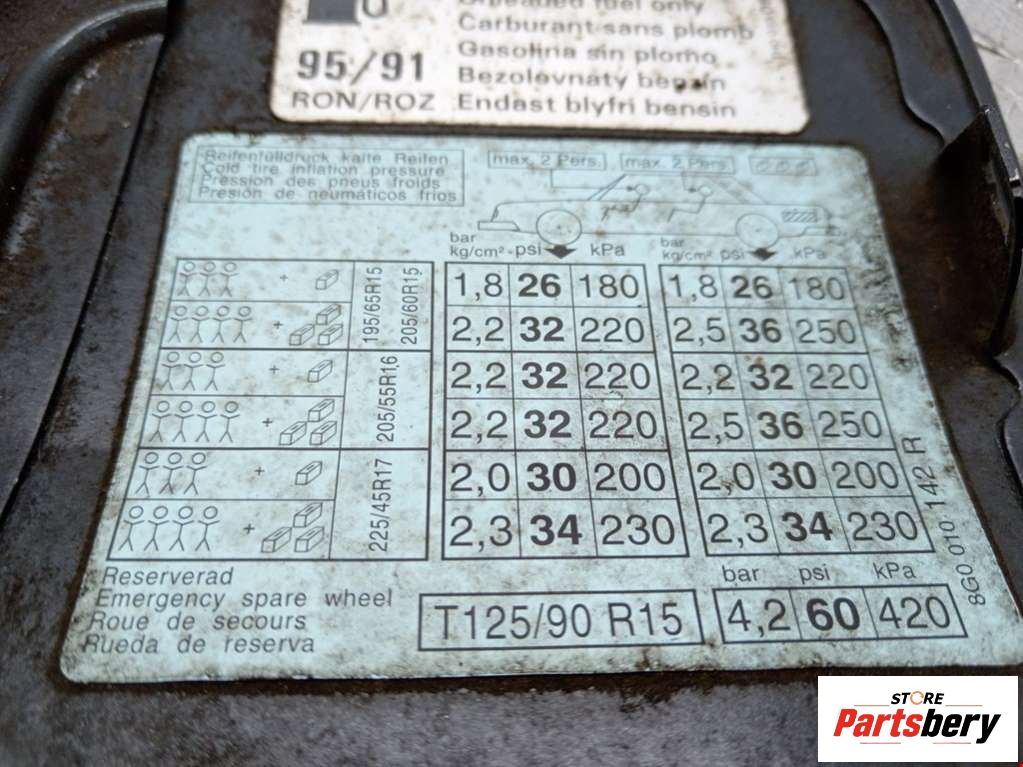 U
Unleaded fuel only
Carburant sans plomb
Gasolina sin plomo
95/91
Bezolovnatý bensin
RON/ROZ
Endast blyfri bensin
Reifenfülldruck kalte Reifen
Cold tire inflation pressure
Pression des pneus froids
Presión de neumáticos frios
max. 2 Pers.
max. 2 Pers.
bar
kg/cm² - psi kPa
bar
kg/cm² psi kPa
195/65R15
205/60R15
+ 1,8 26 180 1,8 26 180
+ 2,2 32 220 2,5 36 250
205/55R16
+ 2,2 32 220 2,2 32 220
+ 2,2 32 220 2,5 36 250
225/45R17
+ 2,0 30 200 2,0 30 200
+ 2,3 34 230 2,3 34 230
8G0 010 142 R
Reserverad
Emergency spare wheel
Roue de secours
Rueda de reserva
T125/90 R15
bar psi kPa
4,2 60 420
STORE
Partsbery